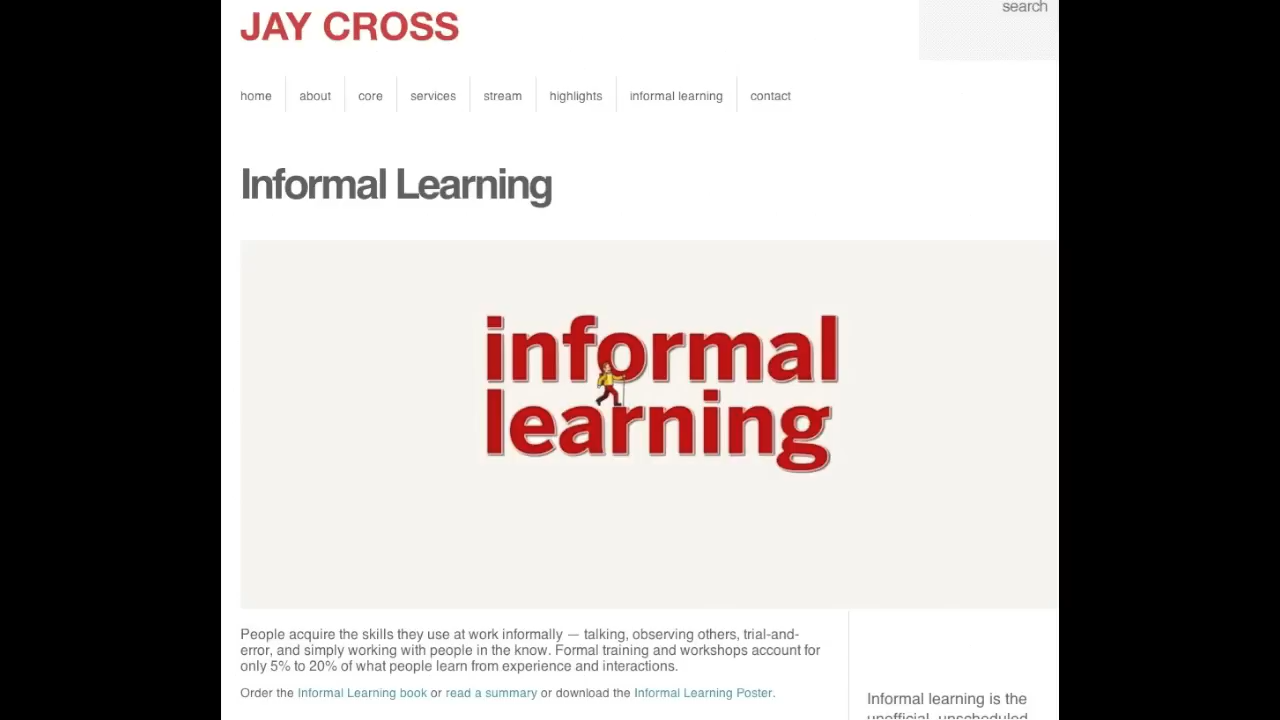 JAY CROSS
search
home about core services stream highlights informal learning contact
Informal Learning
informal
learning
People acquire the skills they use at work informally — talking, observing others, trial-and-
error, and simply working with people in the know. Formal training and workshops account for
only 5% to 20% of what people learn from experience and interactions.
Order the Informal Learning book or read a summary or download the Informal Learning Poster.
Informal learning is the
unofficial, unscheduled